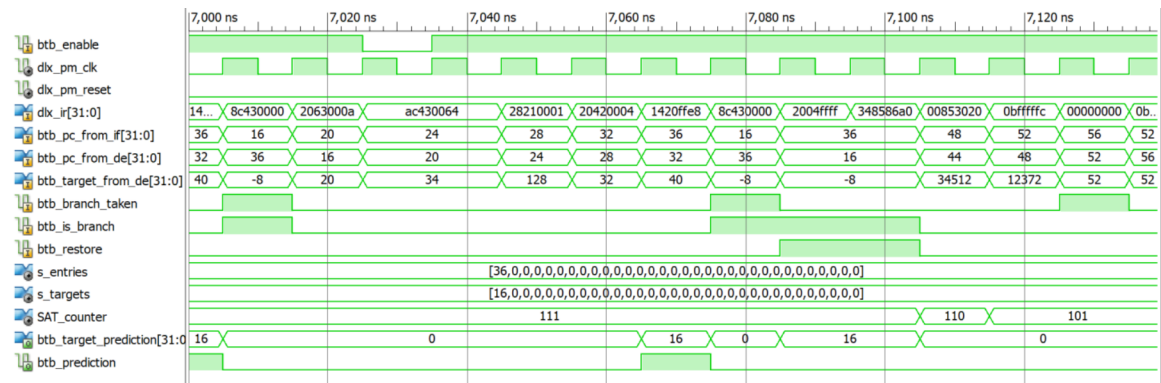 7,000 ns 7,020 ns 7,040 ns 7,060 ns 7,080 ns 7,100 ns 7,120 ns
btb_enable
dlx_pm_clk
dlx_pm_reset
dlx_ir[31:0] 14... 8c430000 2063000a ac430064 28210001 20420004 1420ffe8 8c430000 2004ffff 348586a0 00853020 0bfffffc 00000000 0b..
btb_pc_from_if[31:0] 36 16 20 24 28 32 36 16 36 48 52 56 52
btb_pc_from_de[31:0] 32 36 16 20 24 28 32 36 16 44 48 52 56
btb_target_from_de[31:0] 40 -8 20 34 128 32 40 -8 -8 34512 12372 52 52
btb_branch_taken
btb_is_branch
btb_restore
s_entries [36,0,0,0,0,0,0,0,0,0,0,0,0,0,0,0,0,0,0,0,0,0,0,0,0,0,0,0,0,0,0,0]
s_targets [16,0,0,0,0,0,0,0,0,0,0,0,0,0,0,0,0,0,0,0,0,0,0,0,0,0,0,0,0,0,0,0]
SAT_counter 111 110 101
btb_target_prediction[31:0 16 0 16 0 16 0
btb_prediction